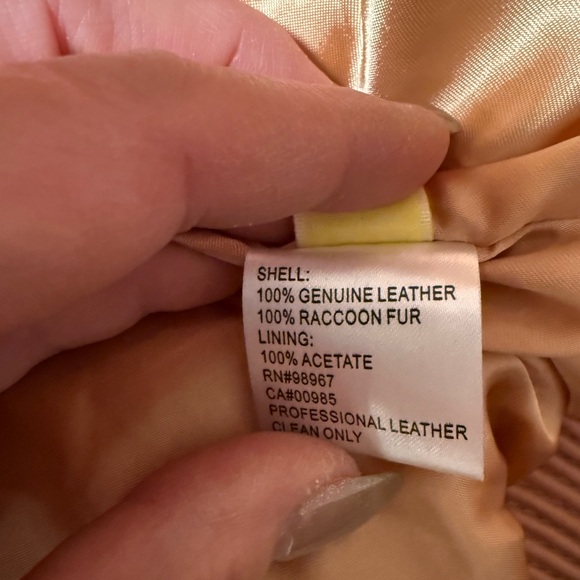 SHELL:
100% GENUINE LEATHER
100% RACCOON FUR
LINING:
100% ACETATE
RN#98967
CA#00985
PROFESSIONAL LEATHER
CLEAN ONLY